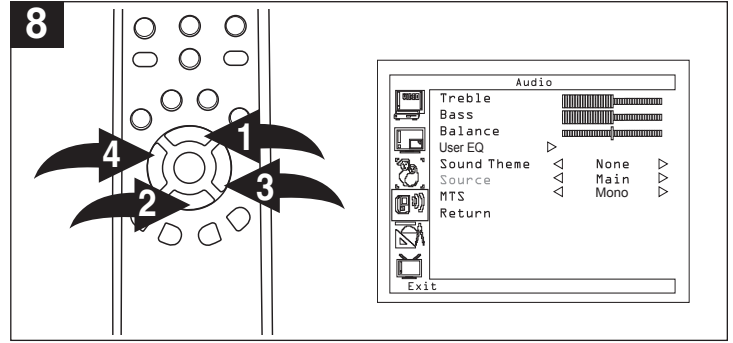 8
1
4
3
2
VIDEO
Audio
Treble
Bass
Balance
User EQ
Sound Theme None
Source Main
MTS Mono
Return
Exit